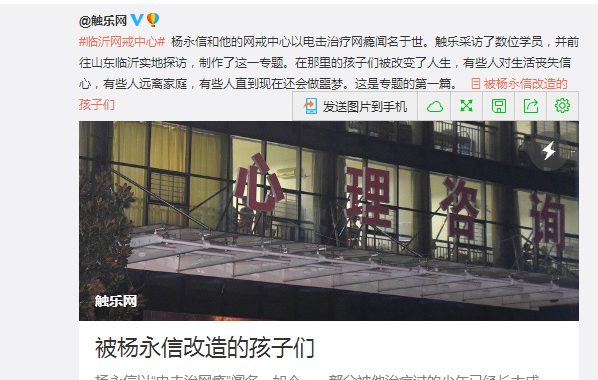 @触乐网
#临沂网戒中心# 杨永信和他的网戒中心以电击治疗网瘾闻名于世。触乐采访了数位学员，并前
往山东临沂实地探访，制作了这一专题。在那里的孩子们被改变了人生，有些人对生活丧失信
心，有些人远离家庭，有些人直到现在还会做噩梦。这是专题的第一篇。 被杨永信改造的
孩子们
发送图片到手机
心理咨询
触乐网
被杨永信改造的孩子们